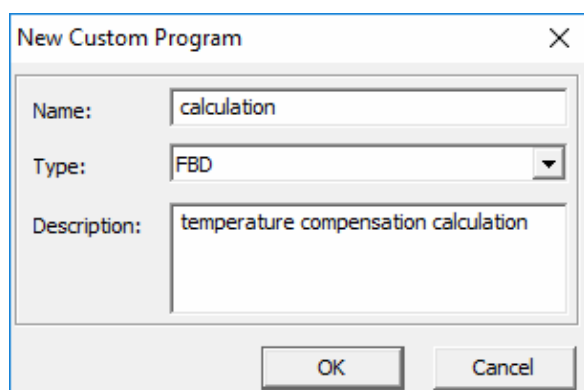 New Custom Program
Name: calculation
Type: FBD
Description: temperature compensation calculation
OK Cancel